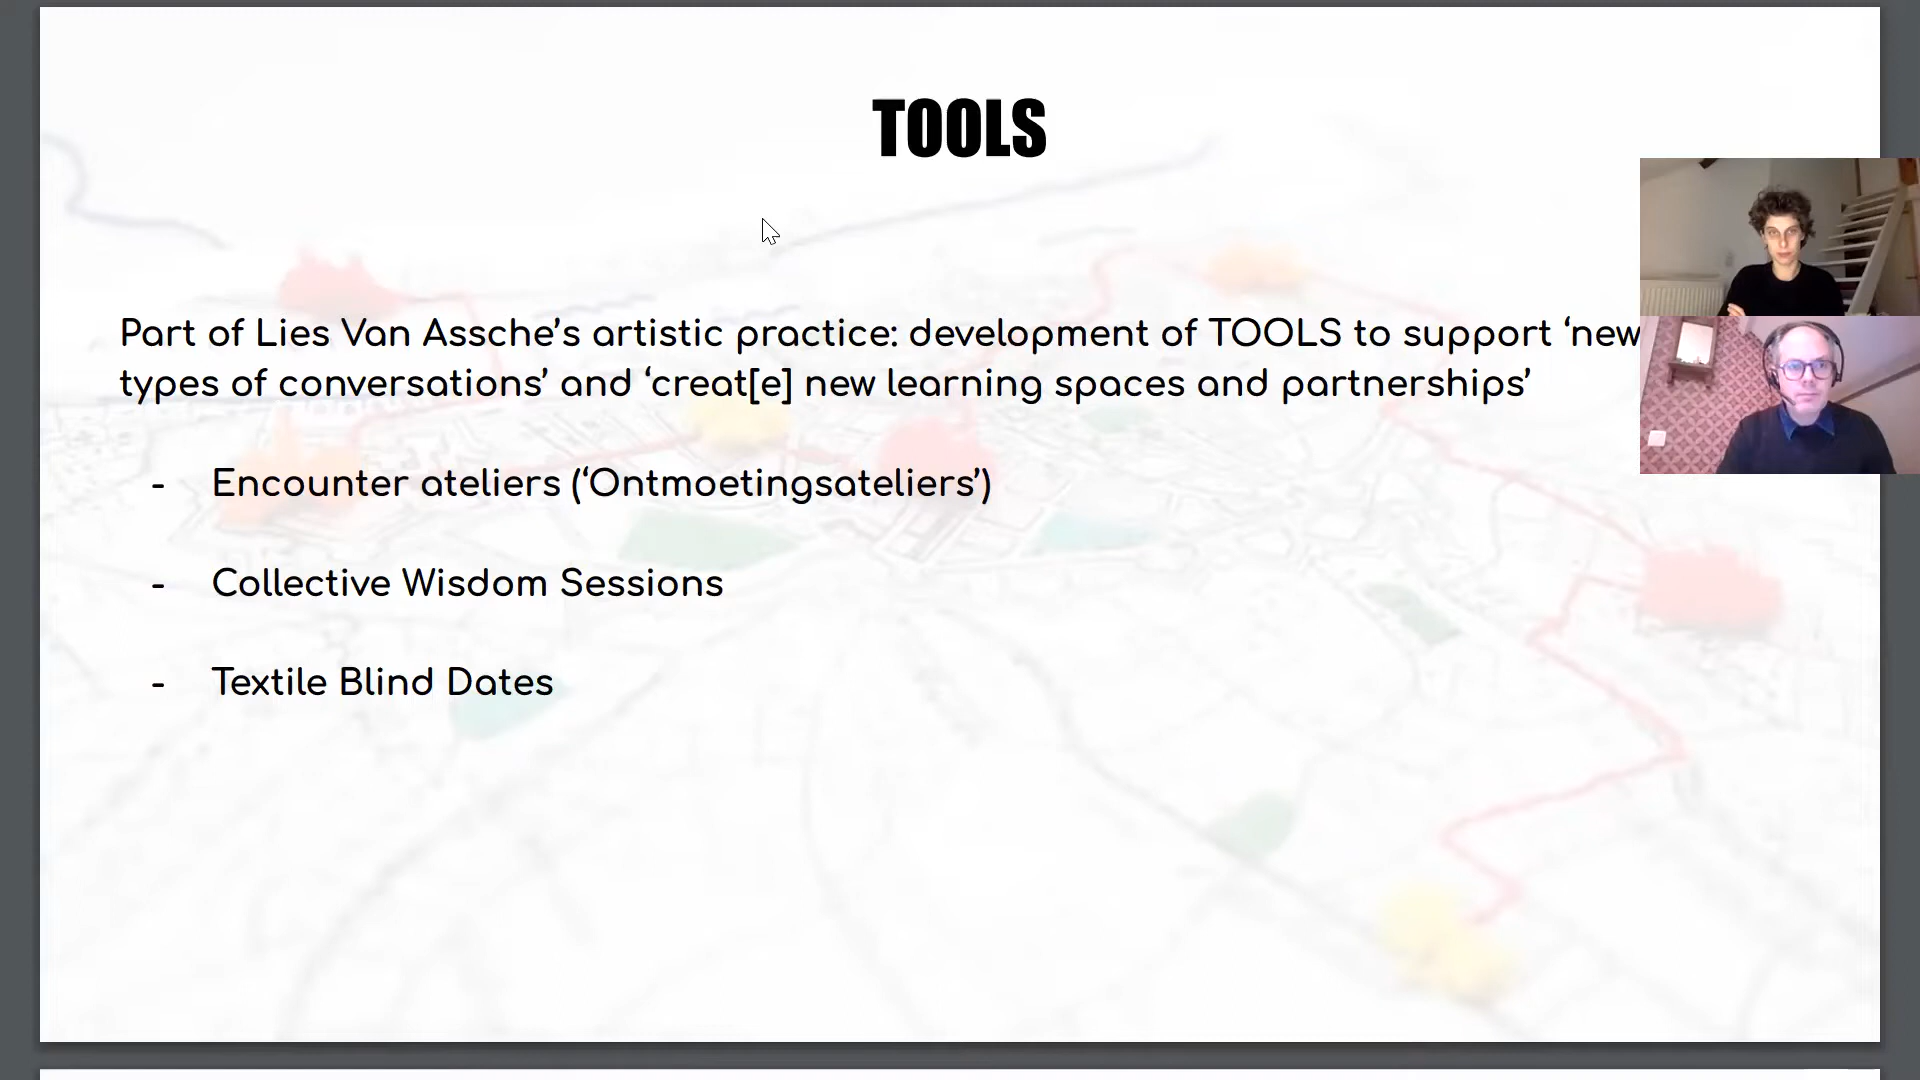 TOOLS
Part of Lies Van Assche’s artistic practice: development of TOOLS to support ‘new
types of conversations’ and ‘creat[e] new learning spaces and partnerships’
- Encounter ateliers (‘Ontmoetingsateliers’)
- Collective Wisdom Sessions
- Textile Blind Dates